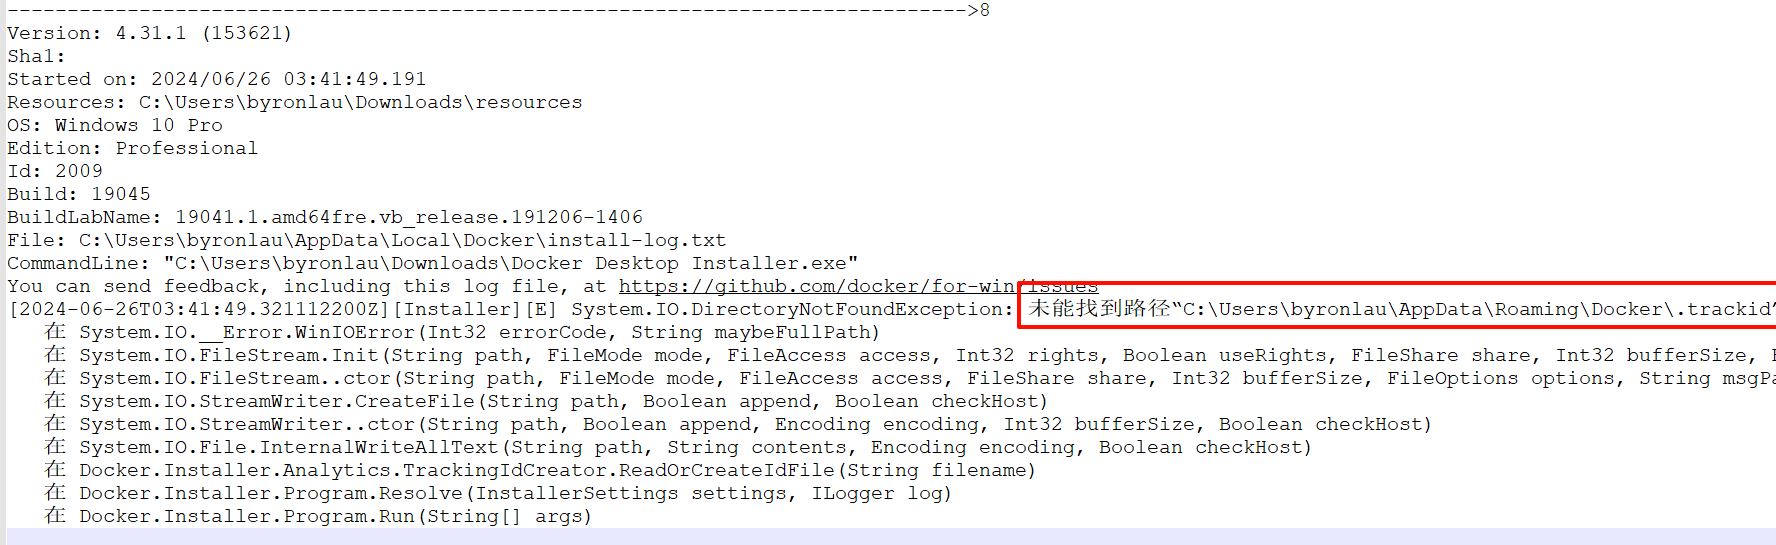 -------------------------------------------------------------------------------->8
Version: 4.31.1 (153621)
Sha1:
Started on: 2024/06/26 03:41:49.191
Resources: C:\Users\byronlau\Downloads\resources
OS: Windows 10 Pro
Edition: Professional
Id: 2009
Build: 19045
BuildLabName: 19041.1.amd64fre.vb_release.191206-1406
File: C:\Users\byronlau\AppData\Local\Docker\install-log.txt
CommandLine: "C:\Users\byronlau\Downloads\Docker Desktop Installer.exe"
You can send feedback, including this log file, at https://github.com/docker/for-win/issues
[2024-06-26T03:41:49.321112200Z][Installer][E] System.IO.DirectoryNotFoundException: 未能找到路径“C:\Users\byronlau\AppData\Roaming\Docker\.trackid”
在 System.IO.__Error.WinIOError(Int32 errorCode, String maybeFullPath)
在 System.IO.FileStream.Init(String path, FileMode mode, FileAccess access, Int32 rights, Boolean useRights, FileShare share, Int32 bufferSize,
在 System.IO.FileStream..ctor(String path, FileMode mode, FileAccess access, FileShare share, Int32 bufferSize, FileOptions options, String msgPa
在 System.IO.StreamWriter.CreateFile(String path, Boolean append, Boolean checkHost)
在 System.IO.StreamWriter..ctor(String path, Boolean append, Encoding encoding, Int32 bufferSize, Boolean checkHost)
在 System.IO.File.InternalWriteAllText(String path, String contents, Encoding encoding, Boolean checkHost)
在 Docker.Installer.Analytics.TrackingIdCreator.ReadOrCreateIdFile(String filename)
在 Docker.Installer.Program.Resolve(InstallerSettings settings, ILogger log)
在 Docker.Installer.Program.Run(String[] args)